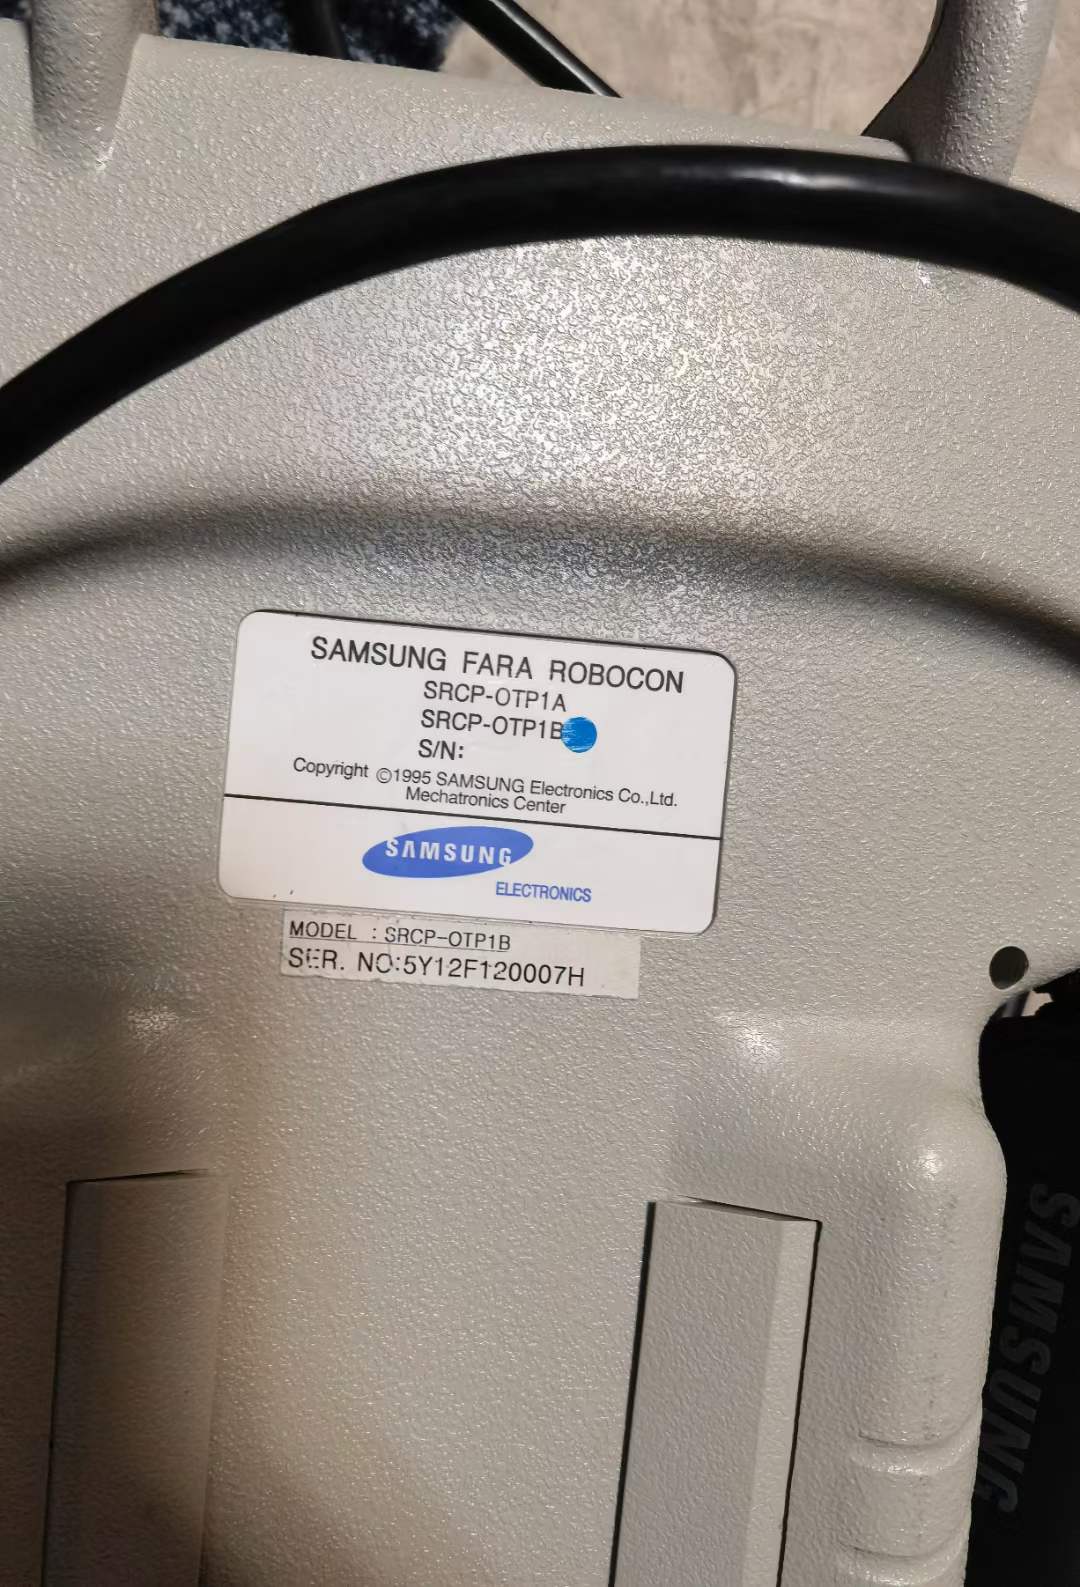 SAMSUNG FARA ROBOCON
SRCP-OTP1A
SRCP-OTP1B
S/N:
Copyright ©1995 SAMSUNG Electronics Co.,Ltd.
Mechatronics Center
SAMSUNG
ELECTRONICS
MODEL : SRCP-OTP1B
SER. NO:5Y12F120007H
SAMSUNG